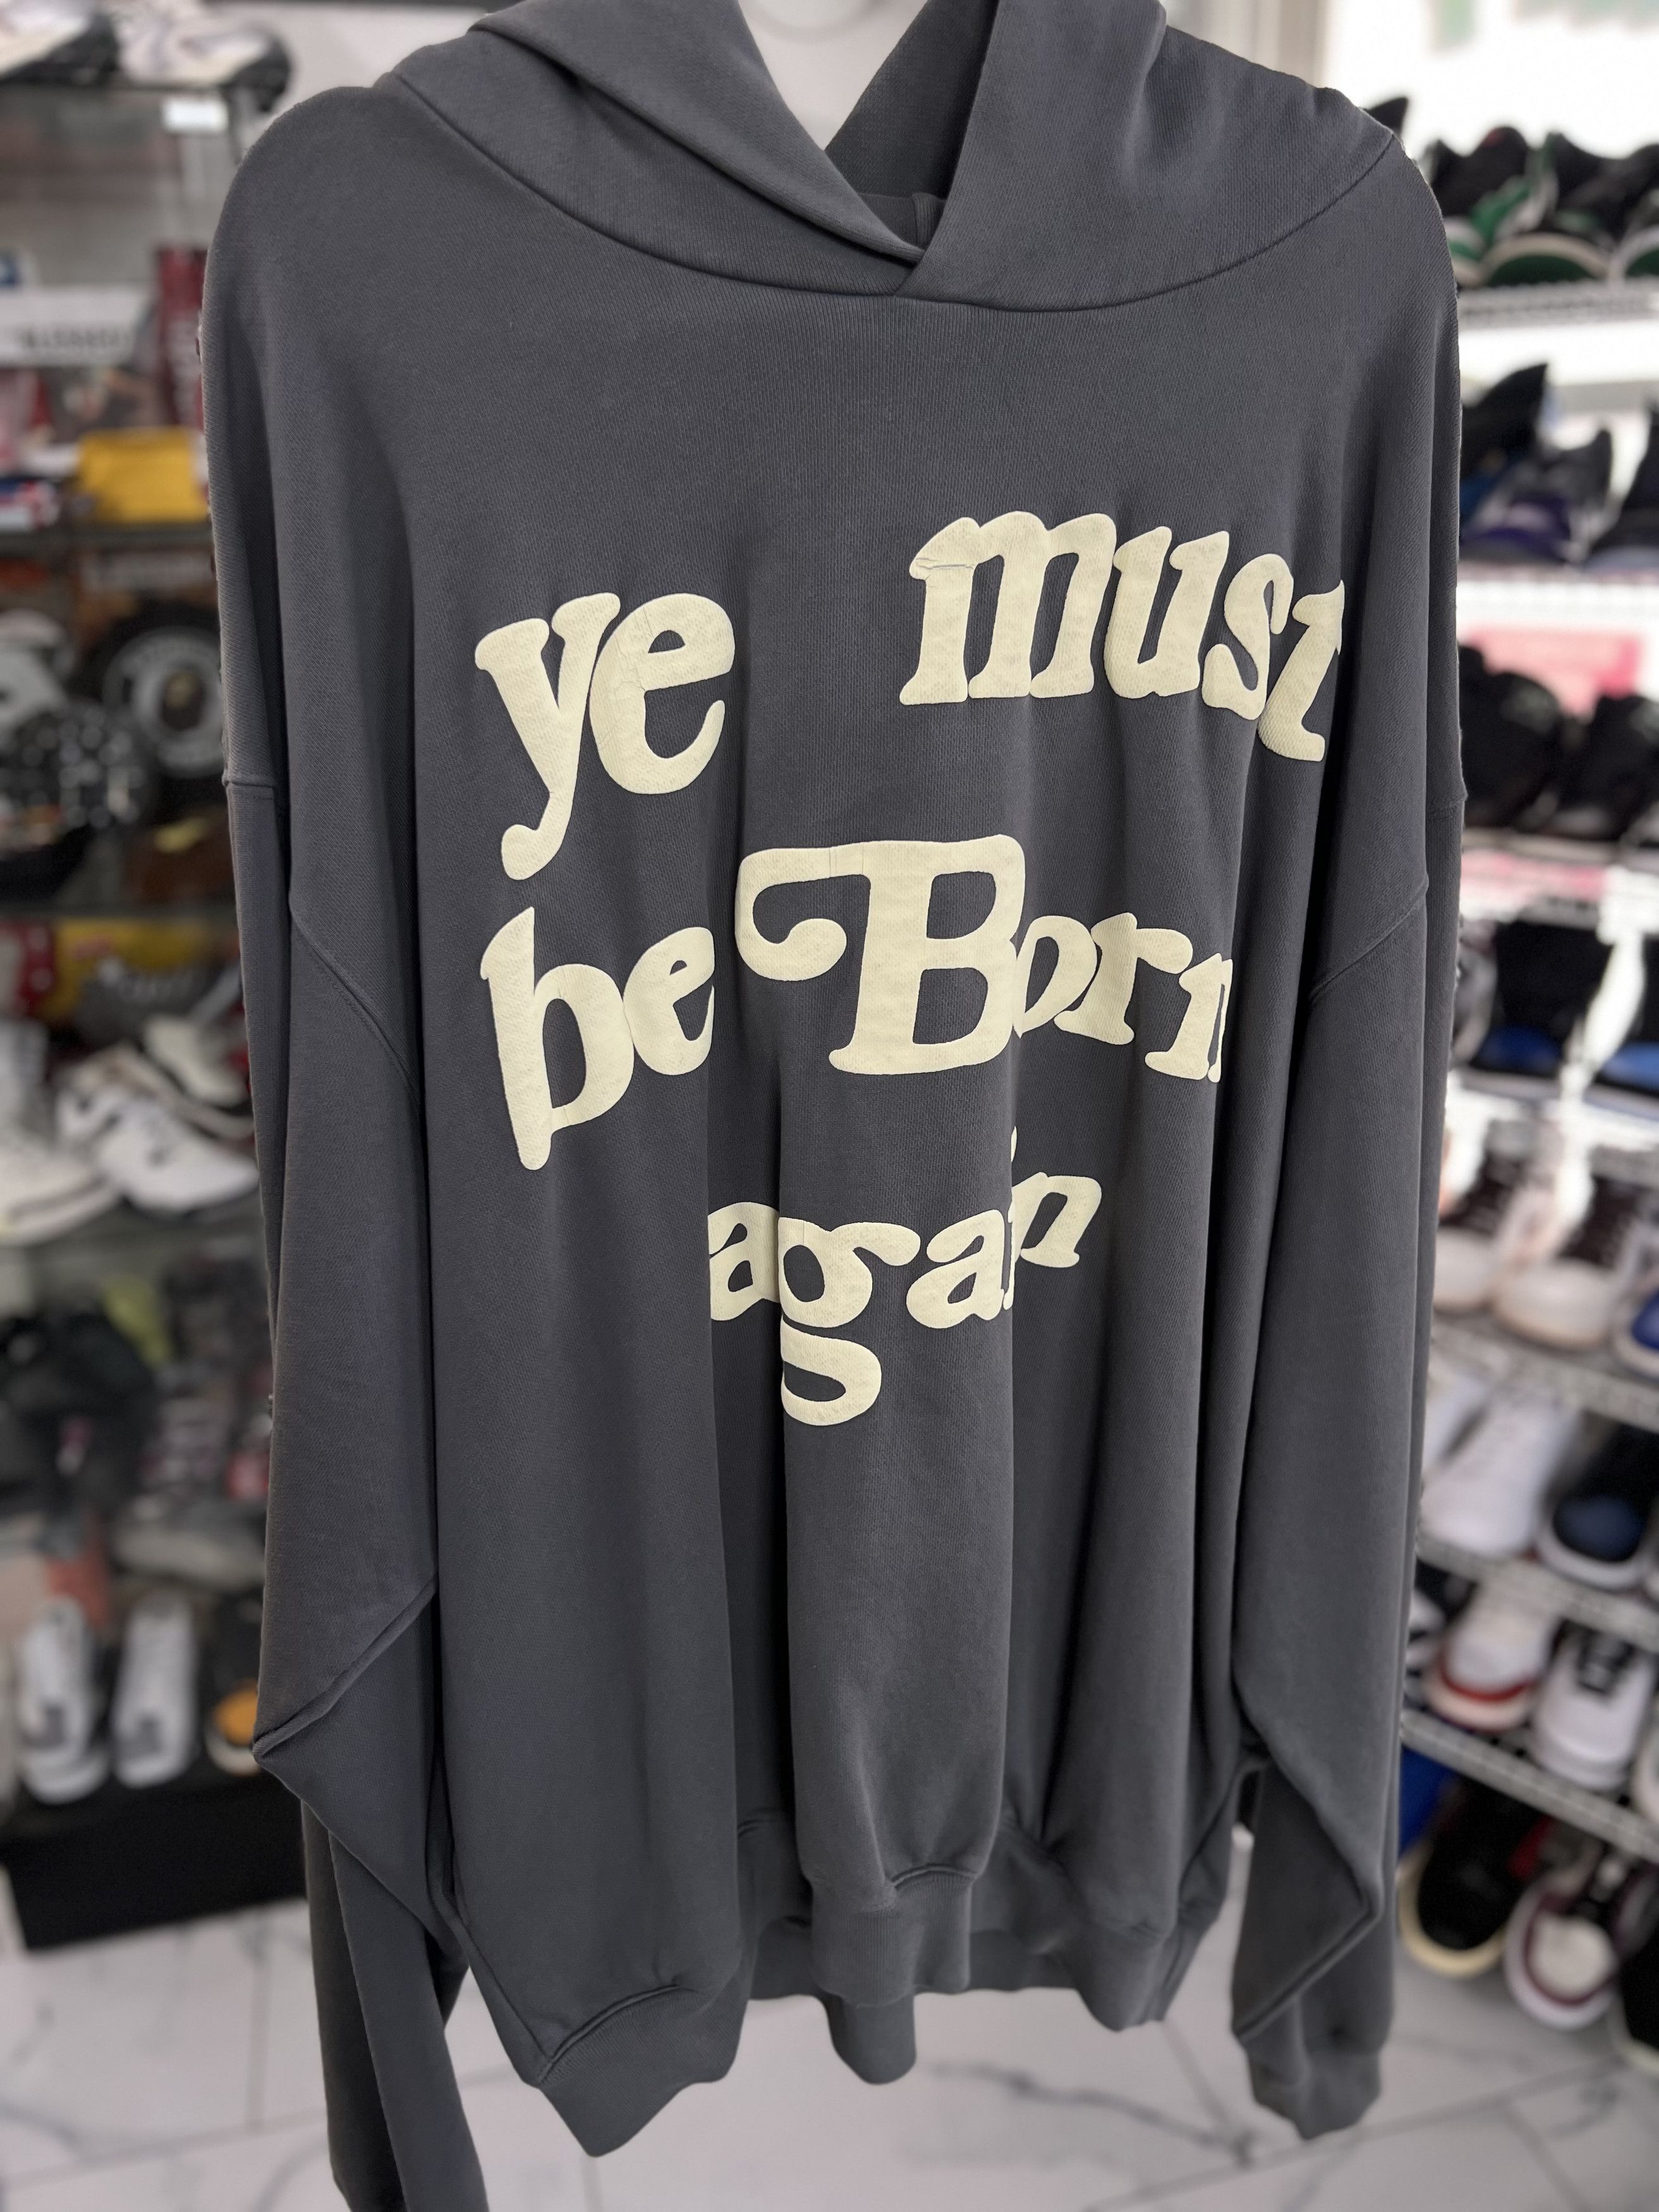 ye must
be Born
again